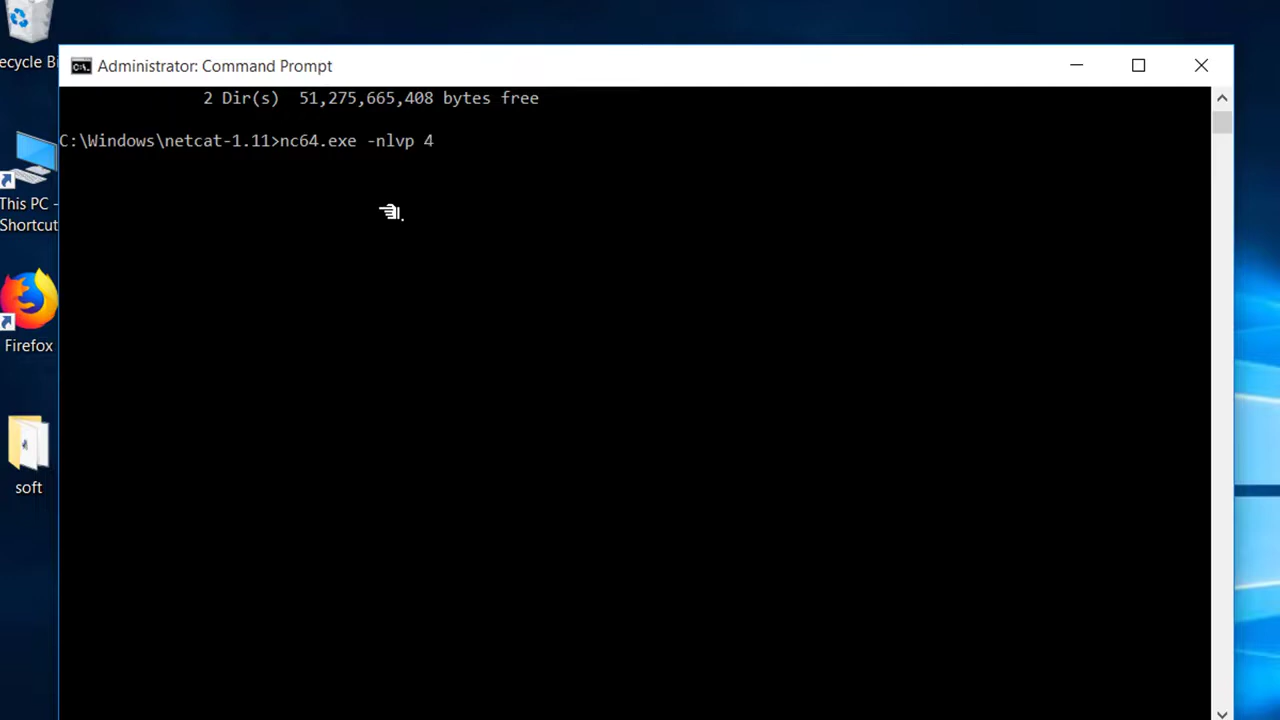 ecycle Bi
Administrator: Command Prompt
2 Dir(s)  51,275,665,408 bytes free
C:\Windows\netcat-1.11>nc64.exe -nlvp 4
This PC -
Shortcut
Firefox
soft